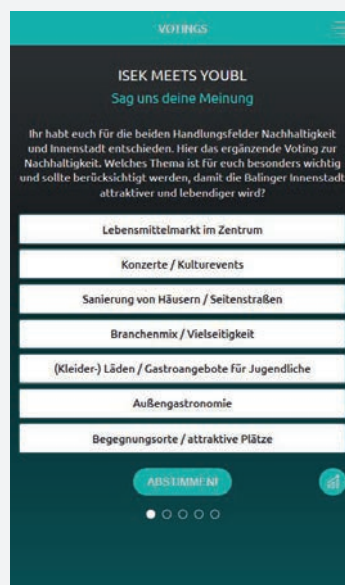 VOTINGS
ISEK MEETS YOUBL
Sag uns deine Meinung
Ihr habt euch für die beiden Handlungsfelder Nachhaltigkeit
und Innenstadt entschieden. Hier das ergänzende Voting zur
Nachhaltigkeit. Welches Thema ist für euch besonders wichtig
und sollte berücksichtigt werden, damit die Balinger Innenstadt
attraktiver und lebendiger wird?
Lebensmittelmarkt im Zentrum
Konzerte / Kulturevents
Sanierung von Häusern / Seitenstraßen
Branchenmix / Vielseitigkeit
(Kleider-) Läden / Gastroangebote für Jugendliche
Außengastronomie
Begegnungsorte / attraktive Plätze
ABSTIMMEN!